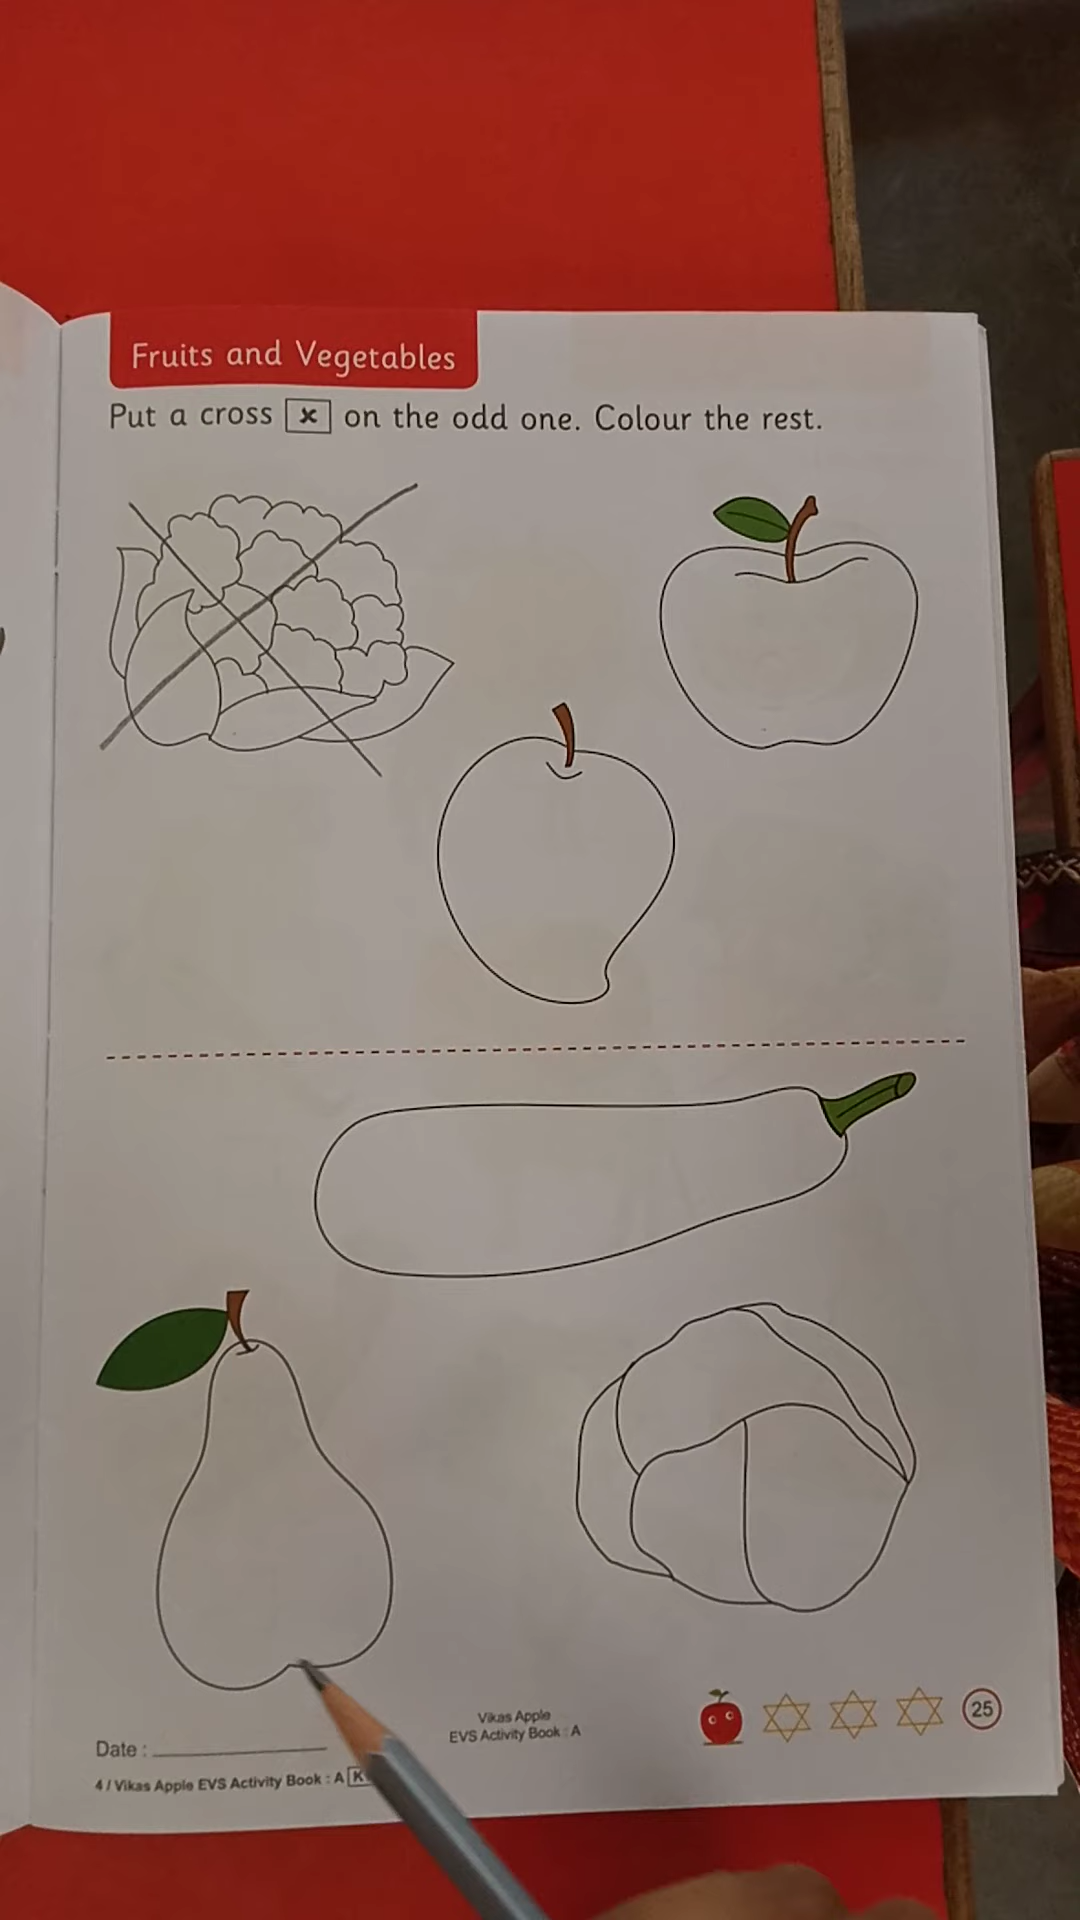 Fruits and Vegetables
Put a cross x on the odd one. Colour the rest.
Vikas Apple
EVS Activity Book : A
25
Date :
4 / Vikas Apple EVS Activity Book : A K